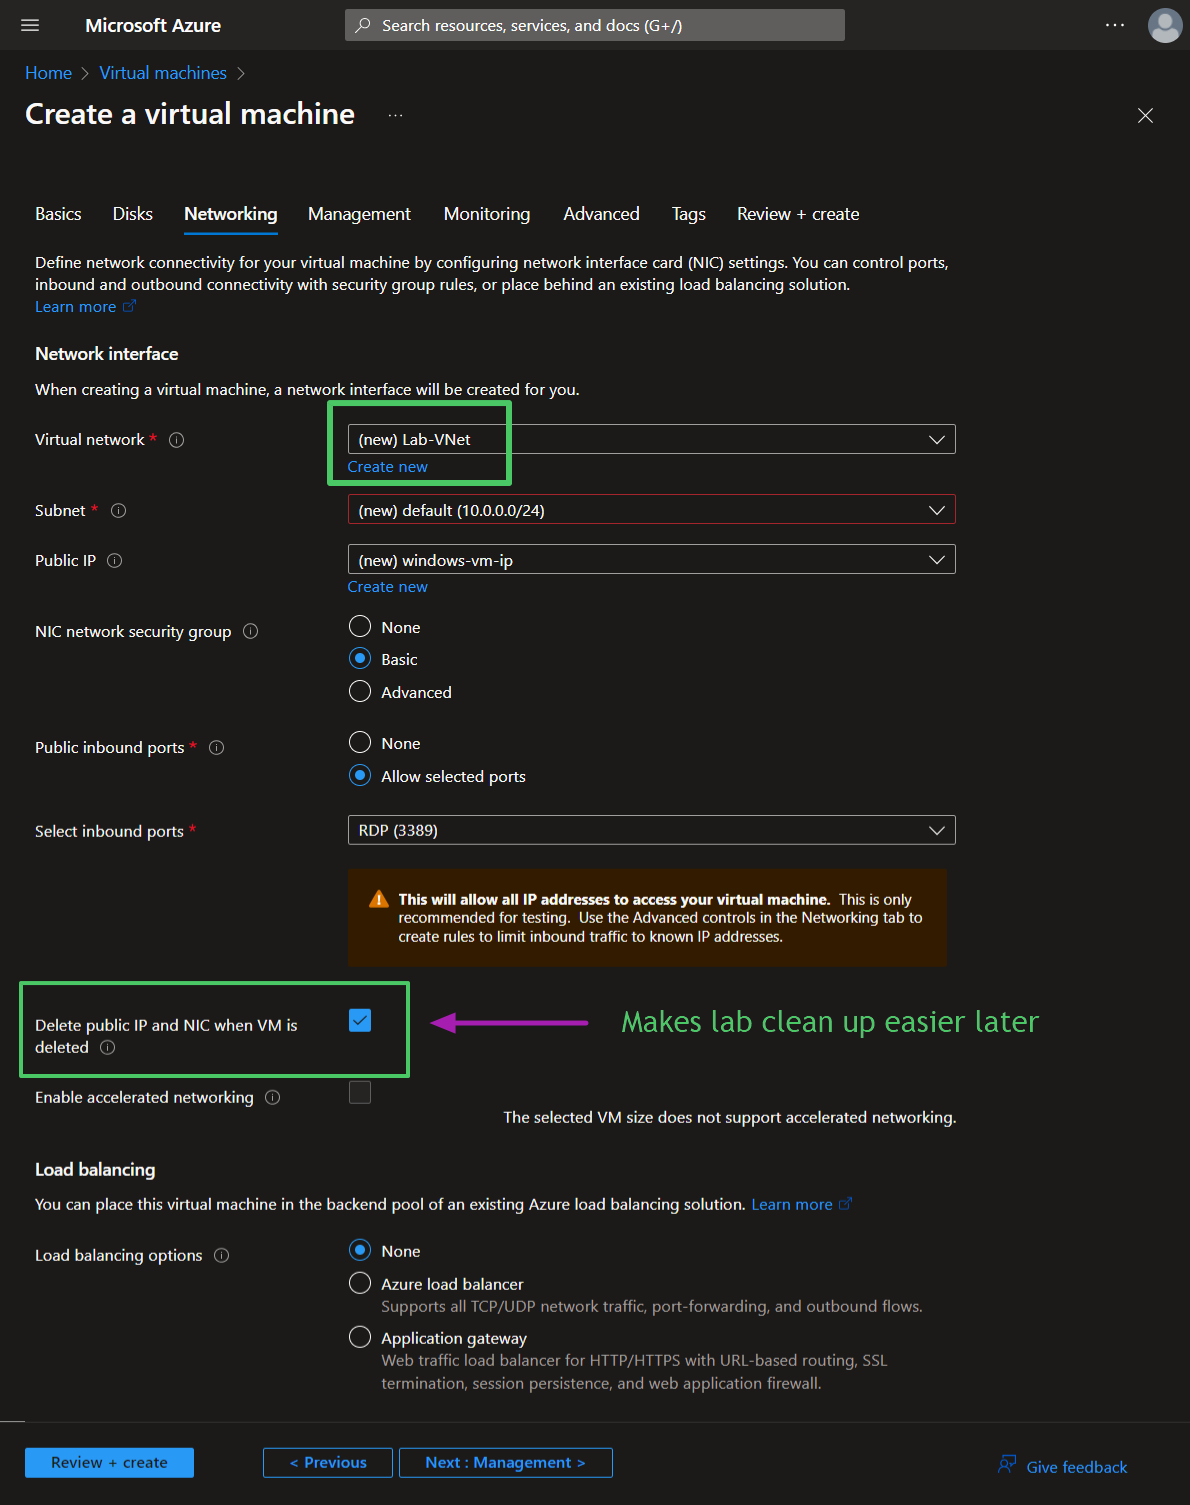 Microsoft Azure
Search resources, services, and docs (G+/)
Home > Virtual machines >
Create a virtual machine ...
Basics Disks Networking Management Monitoring Advanced Tags Review + create
Define network connectivity for your virtual machine by configuring network interface card (NIC) settings. You can control ports,
inbound and outbound connectivity with security group rules, or place behind an existing load balancing solution.
Learn more
Network interface
When creating a virtual machine, a network interface will be created for you.
Virtual network * (new) Lab-VNet
Create new
Subnet * (new) default (10.0.0.0/24)
Public IP (new) windows-vm-ip
Create new
NIC network security group None
Basic
Advanced
Public inbound ports * None
Allow selected ports
Select inbound ports * RDP (3389)
This will allow all IP addresses to access your virtual machine. This is only
recommended for testing. Use the Advanced controls in the Networking tab to
create rules to limit inbound traffic to known IP addresses.
Delete public IP and NIC when VM is
deleted
Makes lab clean up easier later
Enable accelerated networking
The selected VM size does not support accelerated networking.
Load balancing
You can place this virtual machine in the backend pool of an existing Azure load balancing solution. Learn more
Load balancing options None
Azure load balancer
Supports all TCP/UDP network traffic, port-forwarding, and outbound flows.
Application gateway
Web traffic load balancer for HTTP/HTTPS with URL-based routing, SSL
termination, session persistence, and web application firewall.
Review + create < Previous Next : Management > Give feedback